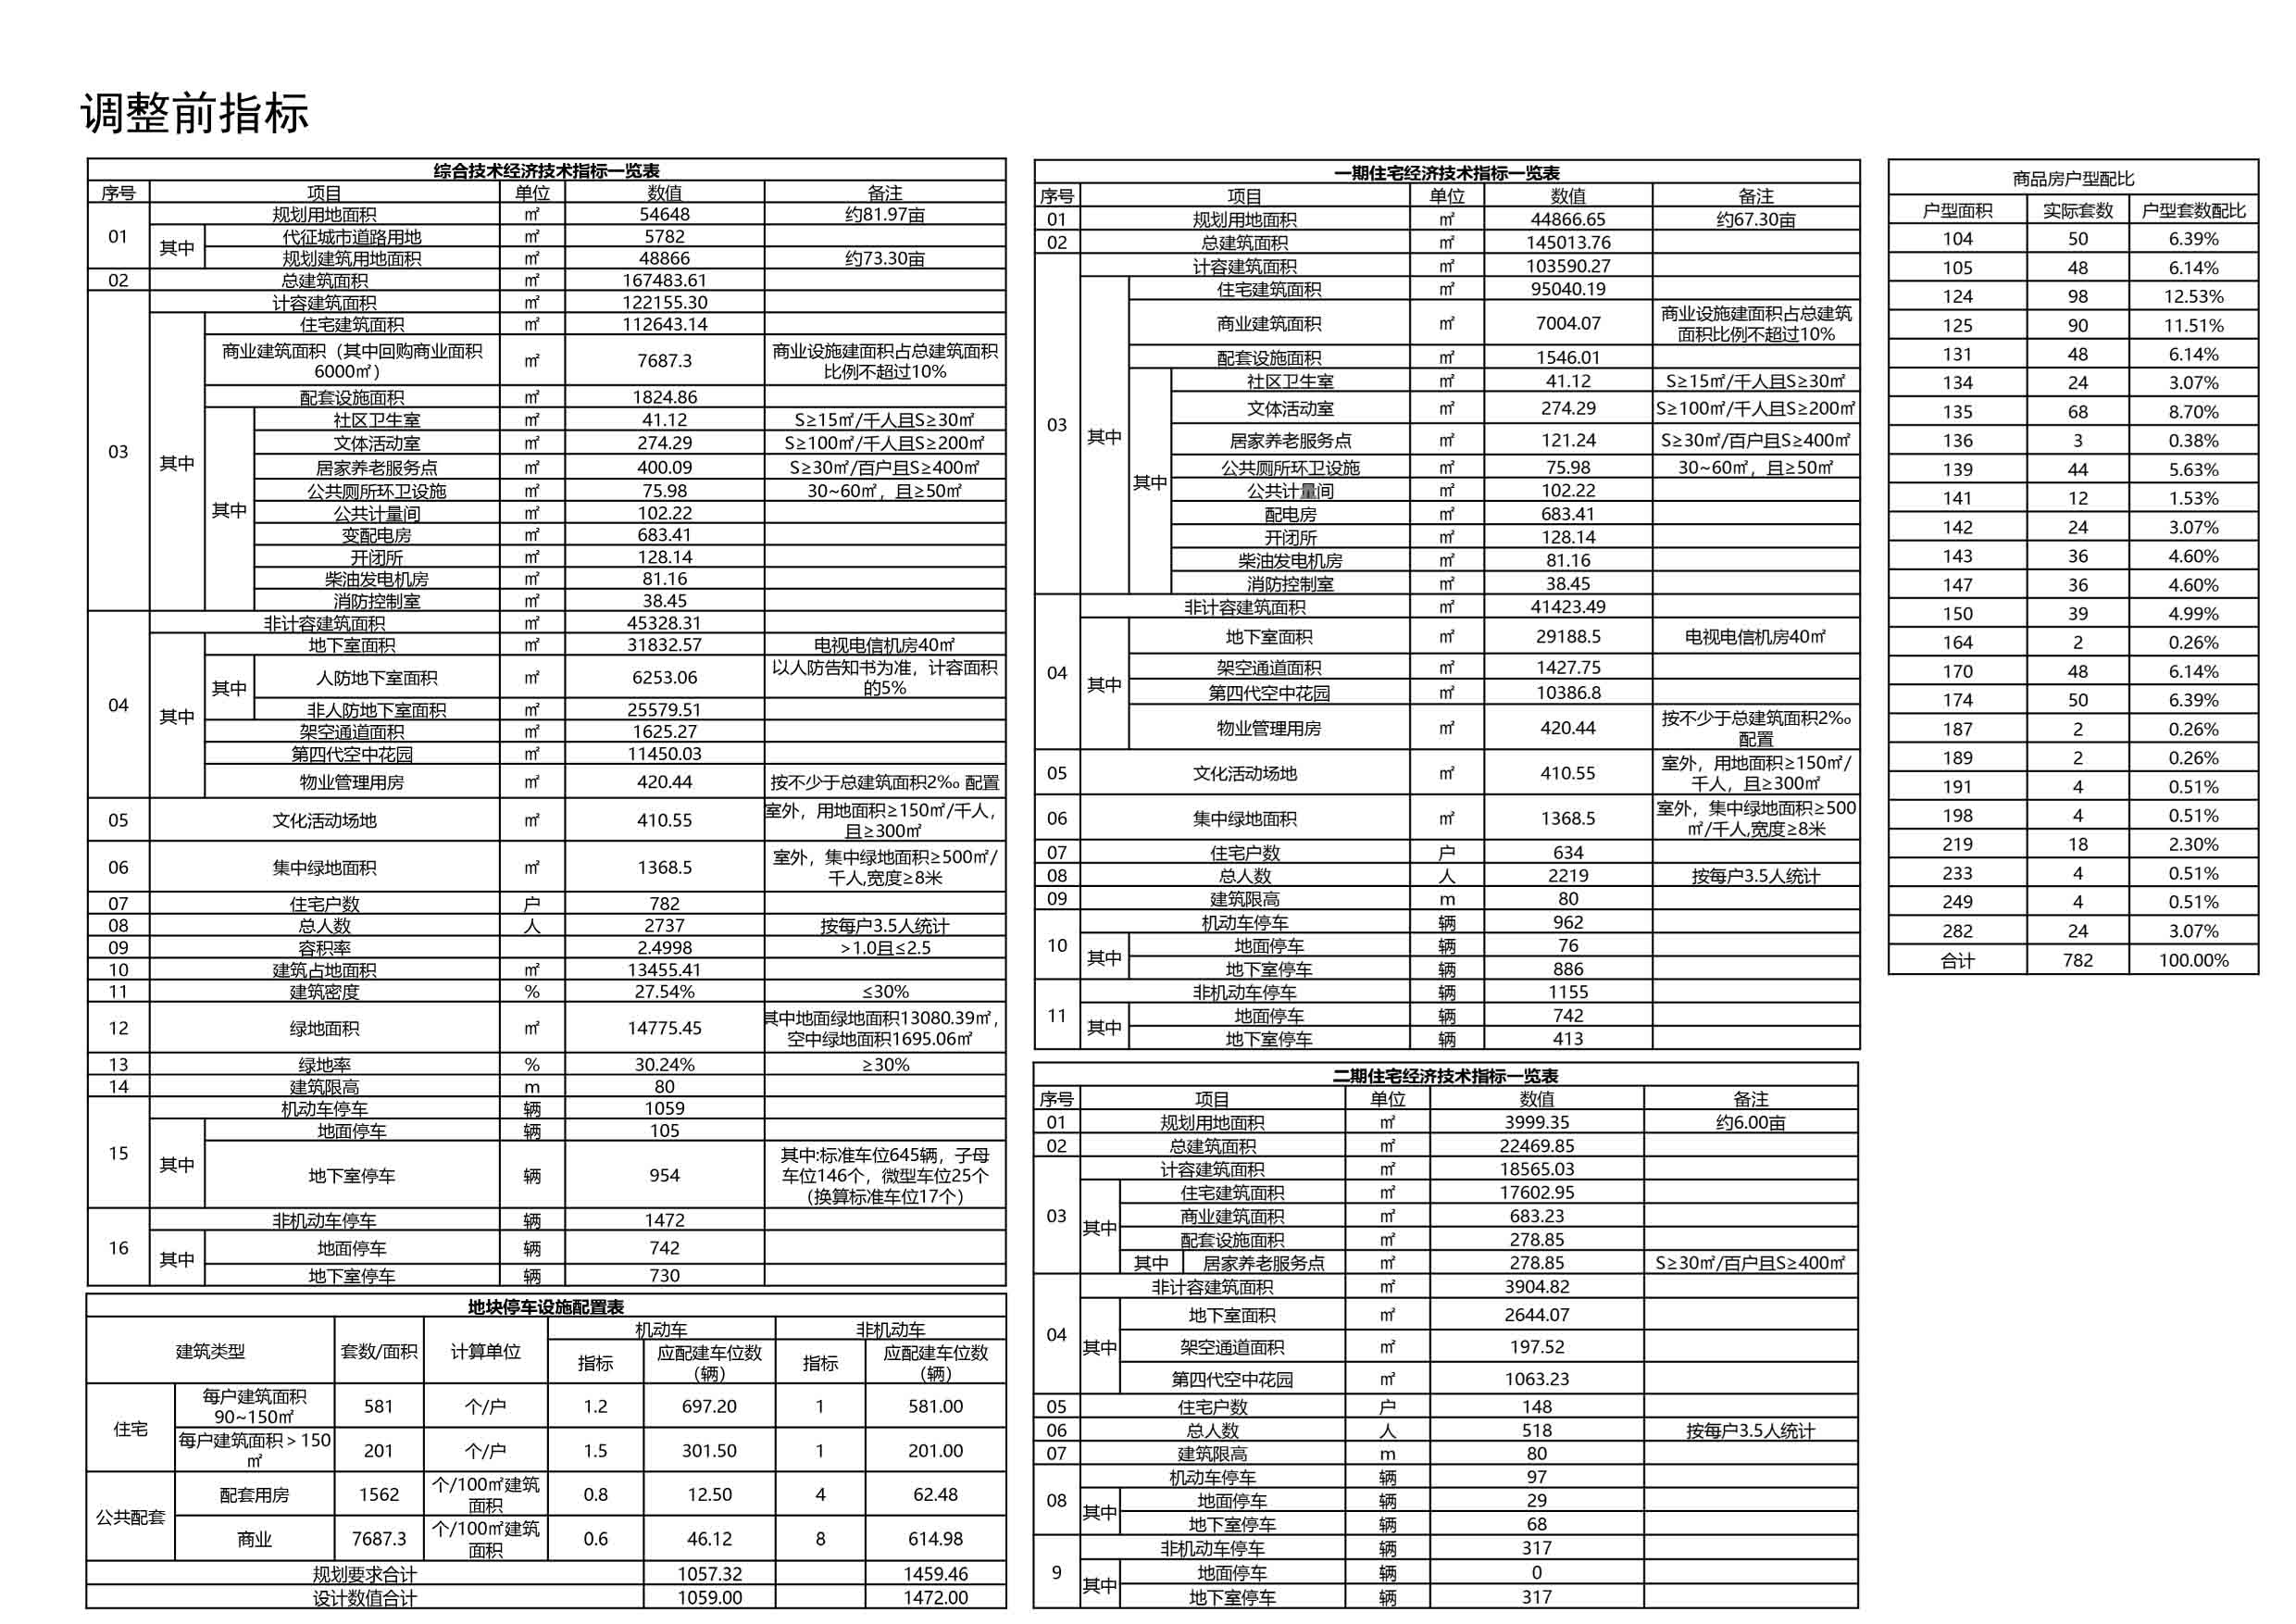 调整前指标
综合技术经济技术指标一览表
序号 项目 单位 数值 备注
01 规划用地面积 ㎡ 54648 约81.97亩
其中 代征城市道路用地 ㎡ 5782
规划建筑用地面积 ㎡ 48866 约73.30亩
02 总建筑面积 ㎡ 167483.61
03 计容建筑面积 ㎡ 122155.30
其中 住宅建筑面积 ㎡ 112643.14
商业建筑面积（其中回购商业面积
6000㎡） ㎡ 7687.3 商业设施建面积占总建筑面积
比例不超过10%
配套设施面积 ㎡ 1824.86
其中 社区卫生室 ㎡ 41.12 S≥15㎡/千人且S≥30㎡
文体活动室 ㎡ 274.29 S≥100㎡/千人且S≥200㎡
居家养老服务点 ㎡ 400.09 S≥30㎡/百户且S≥400㎡
公共厕所环卫设施 ㎡ 75.98 30~60㎡，且≥50㎡
公共计量间 ㎡ 102.22
变配电房 ㎡ 683.41
开闭所 ㎡ 128.14
柴油发电机房 ㎡ 81.16
消防控制室 ㎡ 38.45
04 非计容建筑面积 ㎡ 45328.31
其中 地下室面积 ㎡ 31832.57 电视电信机房40㎡
其中 人防地下室面积 ㎡ 6253.06 以人防告知书为准，计容面积
的5%
非人防地下室面积 ㎡ 25579.51
架空通道面积 ㎡ 1625.27
第四代空中花园 ㎡ 11450.03
物业管理用房 ㎡ 420.44 按不少于总建筑面积2‰ 配置
05 文化活动场地 ㎡ 410.55 室外，用地面积≥150㎡/千人，
且≥300㎡
06 集中绿地面积 ㎡ 1368.5 室外，集中绿地面积≥500㎡/
千人,宽度≥8米
07 住宅户数 户 782
08 总人数 人 2737 按每户3.5人统计
09 容积率 2.4998 >1.0且≤2.5
10 建筑占地面积 ㎡ 13455.41
11 建筑密度 % 27.54% ≤30%
12 绿地面积 ㎡ 14775.45 其中地面绿地面积13080.39㎡，
空中绿地面积1695.06㎡
13 绿地率 % 30.24% ≥30%
14 建筑限高 m 80
15 机动车停车 辆 1059
其中 地面停车 辆 105
地下室停车 辆 954 其中:标准车位645辆，子母
车位146个，微型车位25个
（换算标准车位17个）
16 非机动车停车 辆 1472
其中 地面停车 辆 742
地下室停车 辆 730
地块停车设施配置表
建筑类型 套数/面积 计算单位 机动车 非机动车
指标 应配建车位数
（辆） 指标 应配建车位数
（辆）
住宅 每户建筑面积
90~150㎡ 581 个/户 1.2 697.20 1 581.00
每户建筑面积＞150
㎡ 201 个/户 1.5 301.50 1 201.00
公共配套 配套用房 1562 个/100㎡建筑
面积 0.8 12.50 4 62.48
商业 7687.3 个/100㎡建筑
面积 0.6 46.12 8 614.98
规划要求合计 1057.32 1459.46
设计数值合计 1059.00 1472.00
一期住宅经济技术指标一览表
序号 项目 单位 数值 备注
01 规划用地面积 ㎡ 44866.65 约67.30亩
02 总建筑面积 ㎡ 145013.76
03 计容建筑面积 ㎡ 103590.27
其中 住宅建筑面积 ㎡ 95040.19
商业建筑面积 ㎡ 7004.07 商业设施建面积占总建筑
面积比例不超过10%
配套设施面积 ㎡ 1546.01
其中 社区卫生室 ㎡ 41.12 S≥15㎡/千人且S≥30㎡
文体活动室 ㎡ 274.29 S≥100㎡/千人且S≥200㎡
居家养老服务点 ㎡ 121.24 S≥30㎡/百户且S≥400㎡
公共厕所环卫设施 ㎡ 75.98 30~60㎡，且≥50㎡
公共计量间 ㎡ 102.22
配电房 ㎡ 683.41
开闭所 ㎡ 128.14
柴油发电机房 ㎡ 81.16
消防控制室 ㎡ 38.45
04 非计容建筑面积 ㎡ 41423.49
其中 地下室面积 ㎡ 29188.5 电视电信机房40㎡
架空通道面积 ㎡ 1427.75
第四代空中花园 ㎡ 10386.8
物业管理用房 ㎡ 420.44 按不少于总建筑面积2‰
配置
05 文化活动场地 ㎡ 410.55 室外，用地面积≥150㎡/
千人，且≥300㎡
06 集中绿地面积 ㎡ 1368.5 室外，集中绿地面积≥500
㎡/千人,宽度≥8米
07 住宅户数 户 634
08 总人数 人 2219 按每户3.5人统计
09 建筑限高 m 80
10 机动车停车 辆 962
其中 地面停车 辆 76
地下室停车 辆 886
11 非机动车停车 辆 1155
其中 地面停车 辆 742
地下室停车 辆 413
二期住宅经济技术指标一览表
序号 项目 单位 数值 备注
01 规划用地面积 ㎡ 3999.35 约6.00亩
02 总建筑面积 ㎡ 22469.85
03 计容建筑面积 ㎡ 18565.03
其中 住宅建筑面积 ㎡ 17602.95
商业建筑面积 ㎡ 683.23
配套设施面积 ㎡ 278.85
其中 居家养老服务点 ㎡ 278.85 S≥30㎡/百户且S≥400㎡
04 非计容建筑面积 ㎡ 3904.82
其中 地下室面积 ㎡ 2644.07
架空通道面积 ㎡ 197.52
第四代空中花园 ㎡ 1063.23
05 住宅户数 户 148
06 总人数 人 518 按每户3.5人统计
07 建筑限高 m 80
08 机动车停车 辆 97
其中 地面停车 辆 29
地下室停车 辆 68
9 非机动车停车 辆 317
其中 地面停车 辆 0
地下室停车 辆 317
商品房户型配比
户型面积 实际套数 户型套数配比
104 50 6.39%
105 48 6.14%
124 98 12.53%
125 90 11.51%
131 48 6.14%
134 24 3.07%
135 68 8.70%
136 3 0.38%
139 44 5.63%
141 12 1.53%
142 24 3.07%
143 36 4.60%
147 36 4.60%
150 39 4.99%
164 2 0.26%
170 48 6.14%
174 50 6.39%
187 2 0.26%
189 2 0.26%
191 4 0.51%
198 4 0.51%
219 18 2.30%
233 4 0.51%
249 4 0.51%
282 24 3.07%
合计 782 100.00%